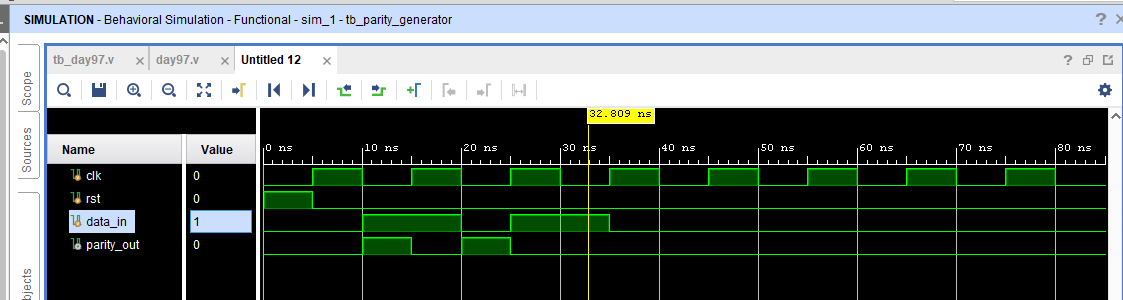 SIMULATION - Behavioral Simulation - Functional - sim_1 - tb_parity_generator
?
Scope
Sources
tb_day97.v
day97.v
Untitled 12
?
32.809 ns
Name
Value
0 ns
10 ns
20 ns
30 ns
40 ns
50 ns
60 ns
70 ns
80 ns
clk
0
rst
0
data_in
1
parity_out
0
bjects